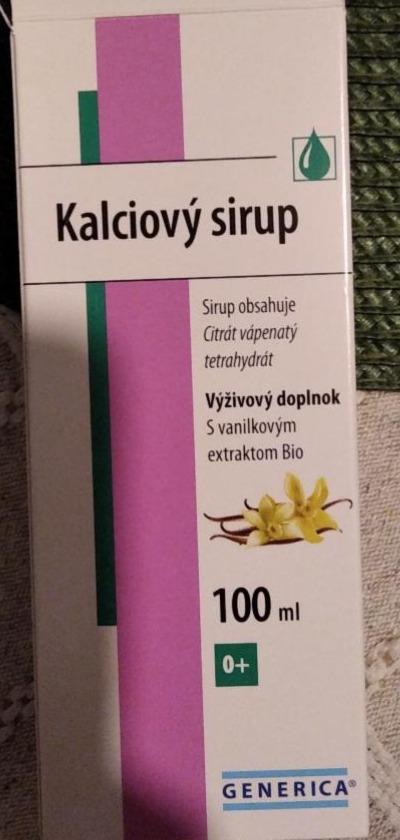 Kalciový sirup
Sirup obsahuje
Citrát vápenatý
tetrahydrát
Výživový doplnok
S vanilkovým
extraktom Bio
100 ml
0+
GENERICA®